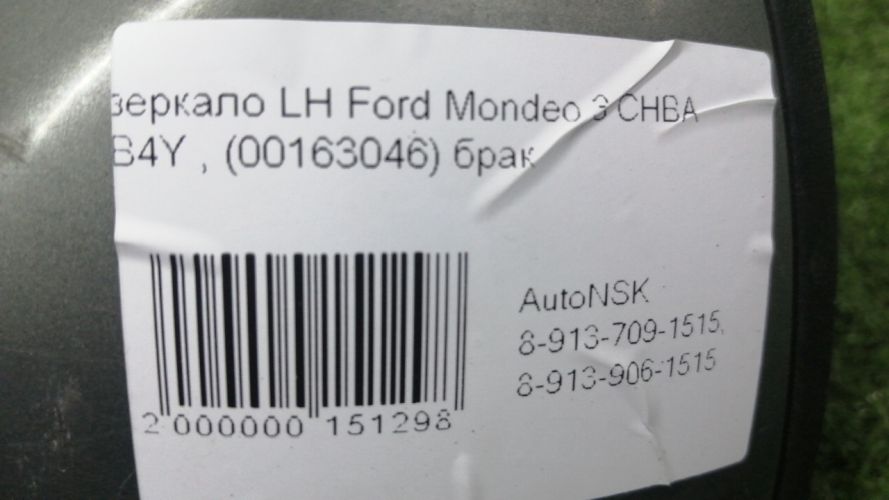 зеркало LH Ford Mondeo 3 CHBA
B4Y , (00163046) брак
AutoNSK
8-913-709-1515,
8-913-906-1515
2 000000 151298